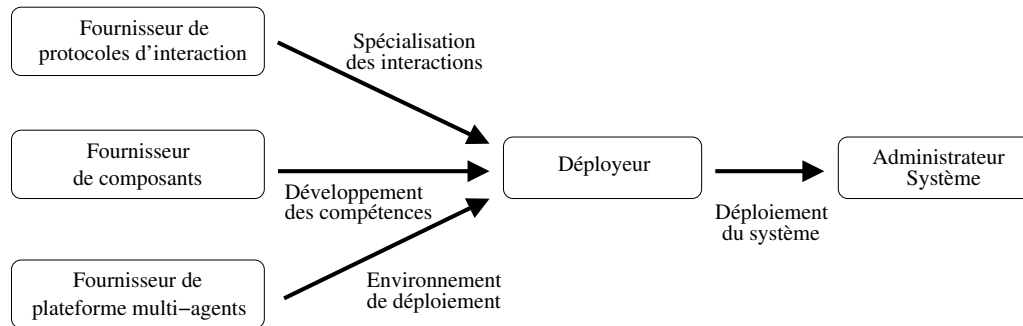 Fournisseur de
protocoles d'interaction
Spécialisation
des interactions
Fournisseur
de composants
Développement
des compétences
Déployeur
Administrateur
Système
Déploiement
du système
Fournisseur de
plateforme multi−agents
Environnement
de déploiement